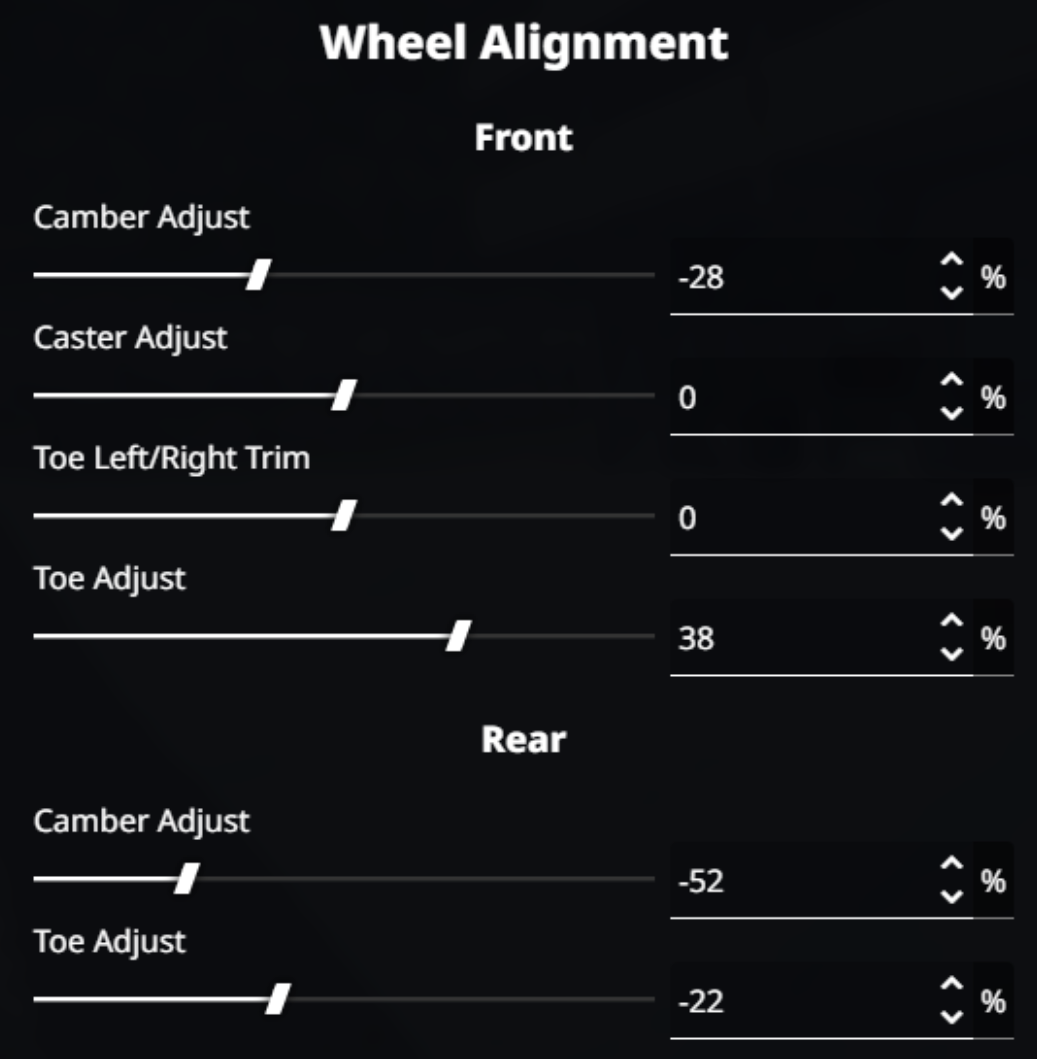 Wheel Alignment
Front
Camber Adjust
-28 %
Caster Adjust
0 %
Toe Left/Right Trim
0 %
Toe Adjust
38 %
Rear
Camber Adjust
-52 %
Toe Adjust
-22 %